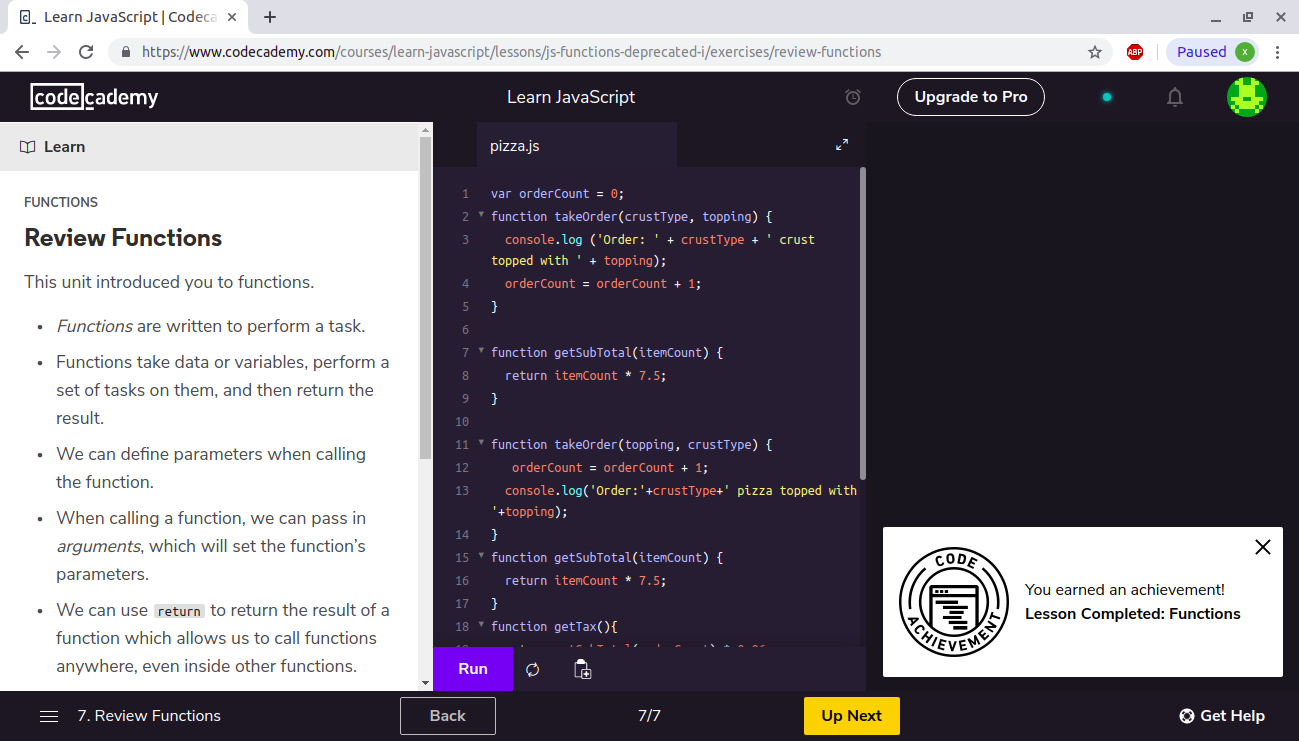 Learn JavaScript | Codeca
https://www.codecademy.com/courses/learn-javascript/lessons/js-functions-deprecated-i/exercises/review-functions
ABP
Paused
x
codecademy
Learn JavaScript
Upgrade to Pro
Learn
pizza.js
FUNCTIONS
Review Functions
This unit introduced you to functions.
• Functions are written to perform a task.
• Functions take data or variables, perform a
set of tasks on them, and then return the
result.
• We can define parameters when calling
the function.
• When calling a function, we can pass in
arguments, which will set the function's
parameters.
• We can use return to return the result of a
function which allows us to call functions
anywhere, even inside other functions.
1 var orderCount = 0;
2 function takeOrder(crustType, topping) {
3 console.log ('Order: ' + crustType + ' crust
topped with ' + topping);
4 orderCount = orderCount + 1;
5 }
6
7 function getSubTotal(itemCount) {
8 return itemCount * 7.5;
9 }
10
11 function takeOrder(topping, crustType) {
12 orderCount = orderCount + 1;
13 console.log('Order:'+crustType+' pizza topped with
'+topping);
14 }
15 function getSubTotal(itemCount) {
16 return itemCount * 7.5;
17 }
18 function getTax(){
Run
CODE
ACHIEVEMENT
You earned an achievement!
Lesson Completed: Functions
7. Review Functions
Back
7/7
Up Next
Get Help